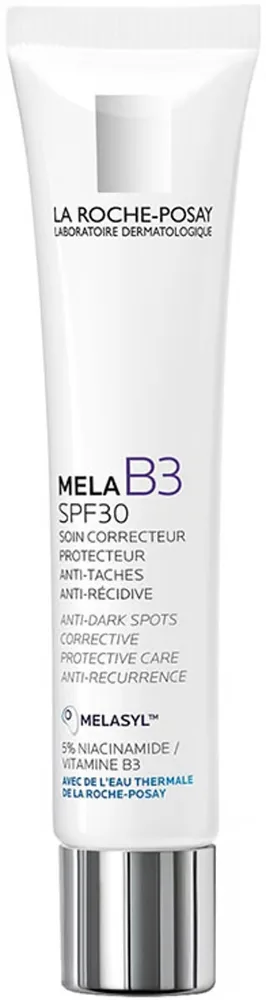 LA ROCHE-POSAY
LABORATOIRE DERMATOLOGIQUE
MELA B3
SPF30
SOIN CORRECTEUR
PROTECTEUR
ANTI-TACHES
ANTI-RÉCIDIVE
ANTI-DARK SPOTS
CORRECTIVE
PROTECTIVE CARE
ANTI-RECURRENCE
MELASYL™
5% NIACINAMIDE /
VITAMINE B3
AVEC DE L'EAU THERMALE
DE LA ROCHE-POSAY